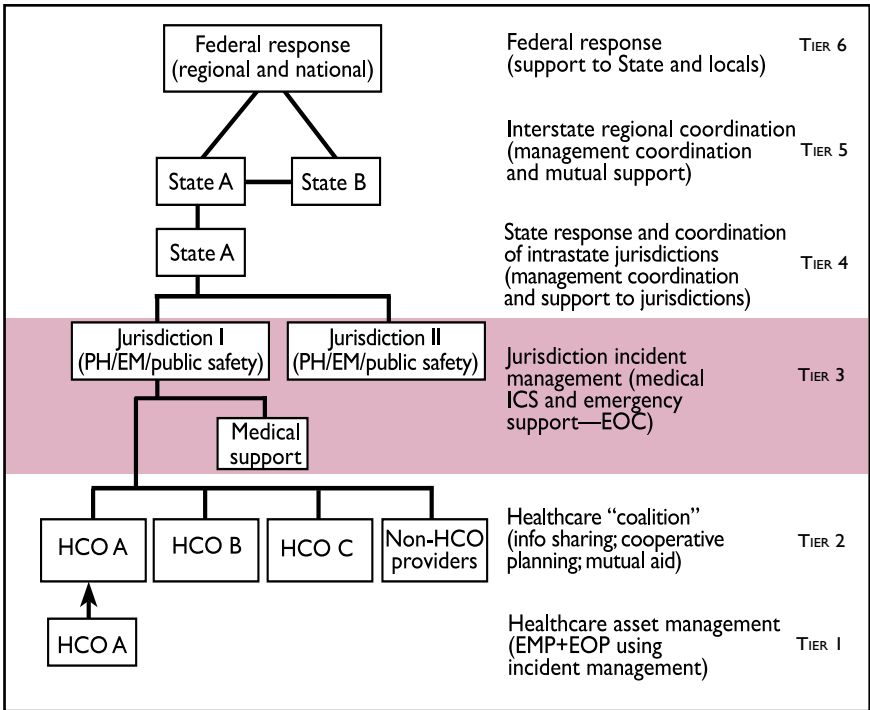 Federal response
(regional and national)
Federal response
(support to State and locals)
TIER 6
Interstate regional coordination
(management coordination
and mutual support)
TIER 5
State A
State B
State A
State response and coordination
of intrastate jurisdictions
(management coordination
and support to jurisdictions)
TIER 4
Jurisdiction I
(PH/EM/public safety)
Jurisdiction II
(PH/EM/public safety)
Jurisdiction incident
management (medical
ICS and emergency
support—EOC)
TIER 3
Medical
support
HCO A
HCO B
HCO C
Non-HCO
providers
Healthcare “coalition”
(info sharing; cooperative
planning; mutual aid)
TIER 2
HCO A
Healthcare asset management
(EMP+EOP using
incident management)
TIER 1